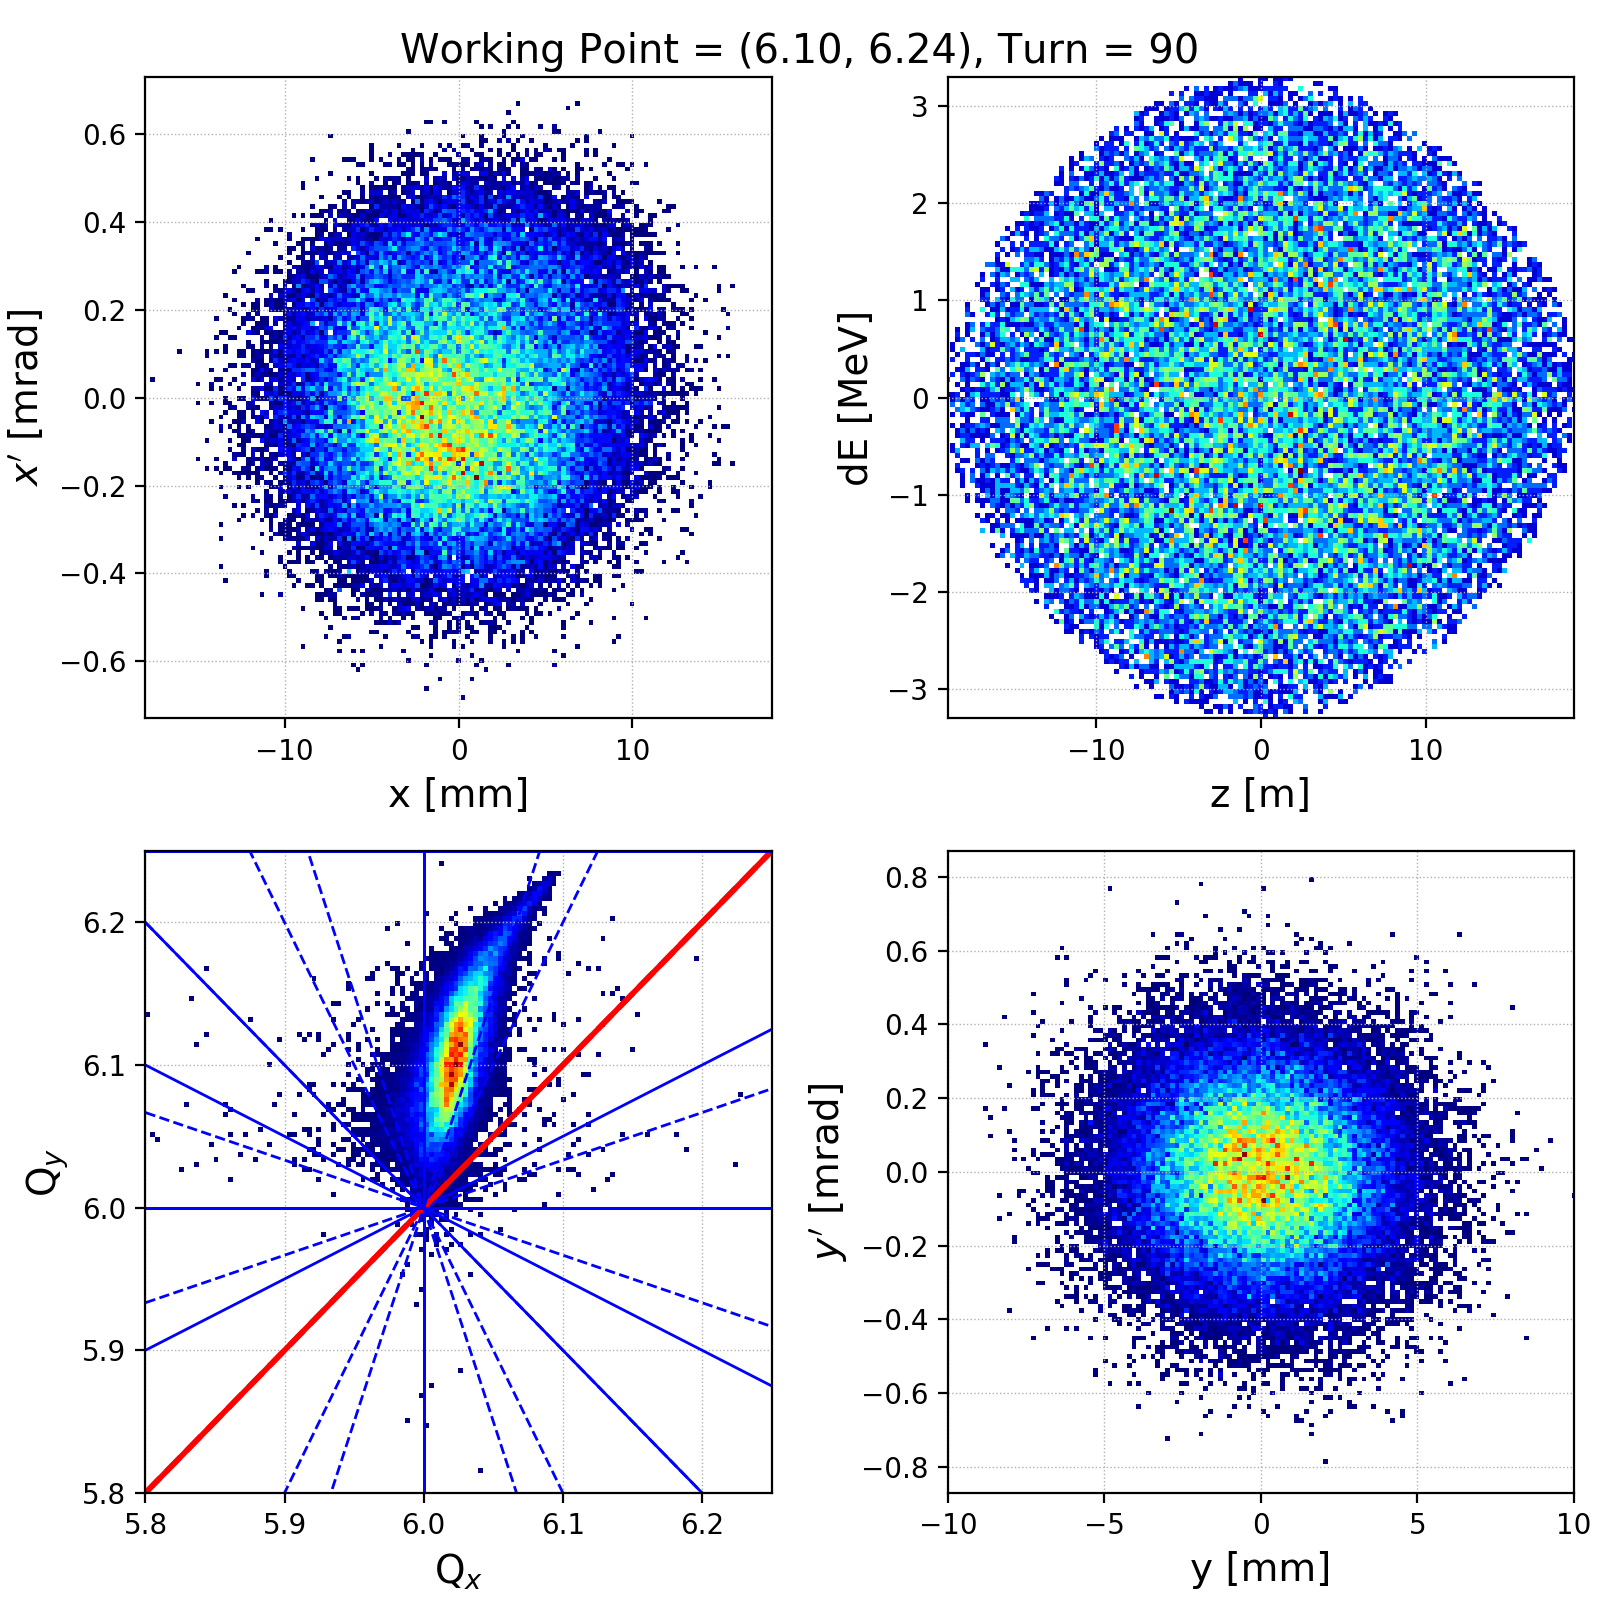 Working Point = (6.10, 6.24), Turn = 90
0.6
0.4
0.2
0.0
−0.2
−0.4
−0.6
x′ [mrad]
−10 0 10
x [mm]
3
2
1
0
−1
−2
−3
dE [MeV]
−10 0 10
z [m]
6.2
6.1
6.0
5.9
5.8
Qy
5.8 5.9 6.0 6.1 6.2
Qx
0.8
0.6
0.4
0.2
0.0
−0.2
−0.4
−0.6
−0.8
y′ [mrad]
−10 −5 0 5 10
y [mm]